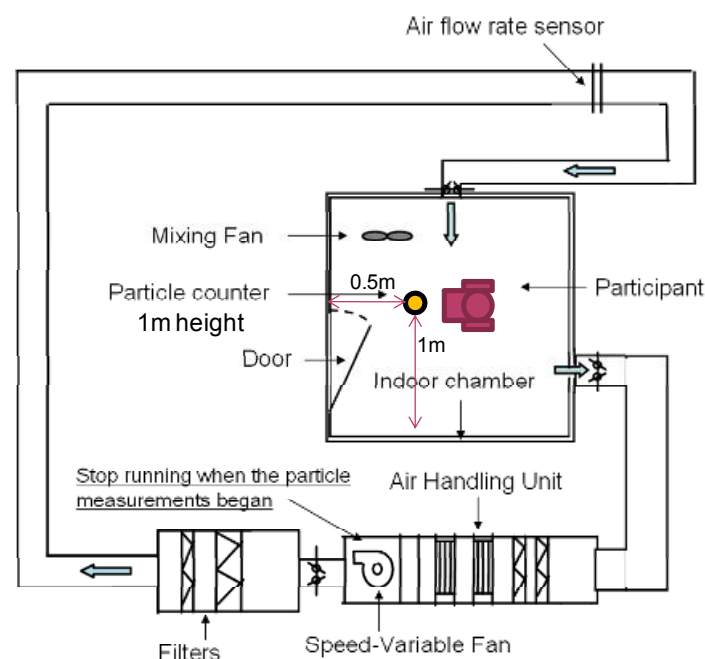 Air flow rate sensor
Mixing Fan
0.5m
Particle counter
1m height
Participant
1m
Door
Indoor chamber
Stop running when the particle
measurements began
Air Handling Unit
Filters
Speed-Variable Fan